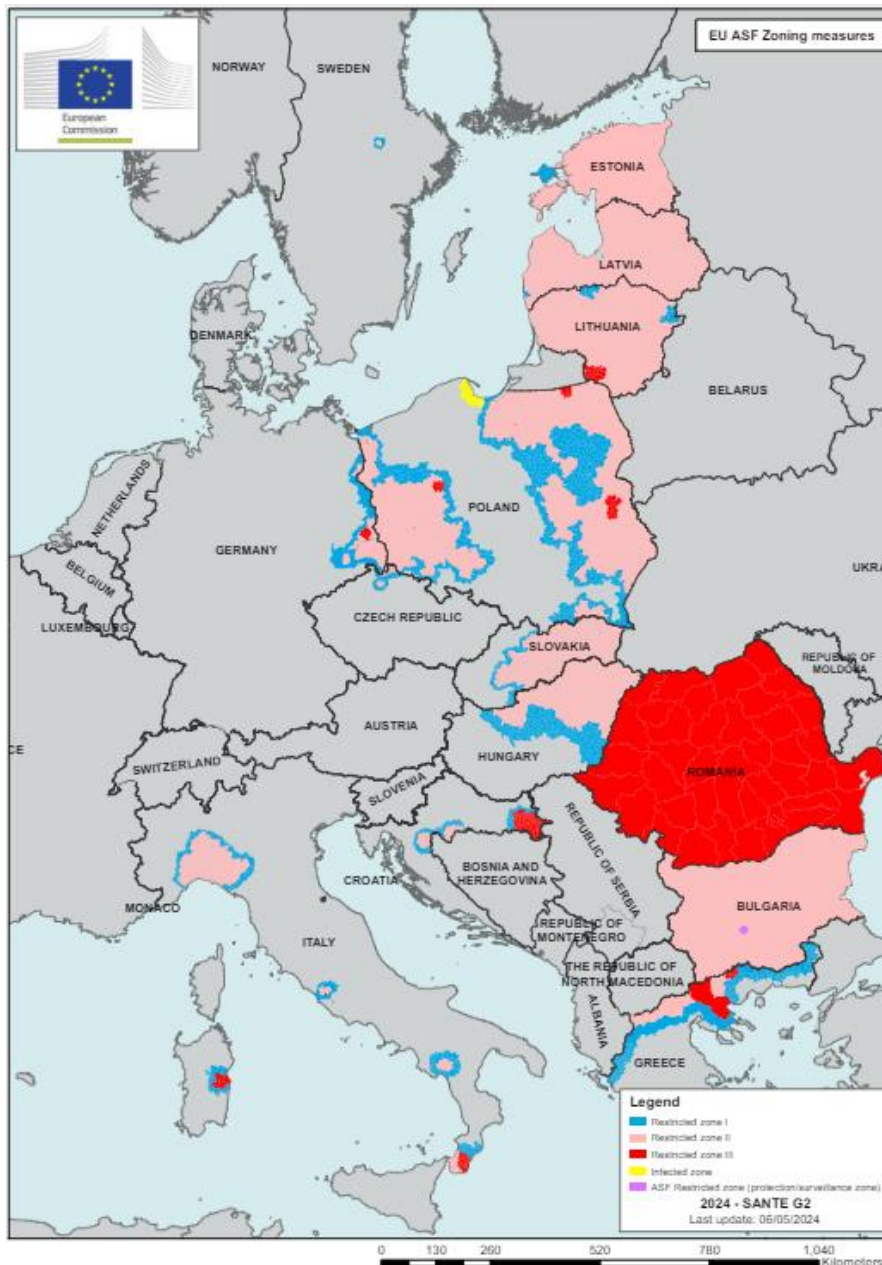 EU ASF Zoning measures
European
Commission
NORWAY
SWEDEN
ESTONIA
LATVIA
LITHUANIA
DENMARK
BELARUS
NETHERLANDS
POLAND
GERMANY
BELGIUM
UKRA
LUXEMBOURG
CZECH REPUBLIC
SLOVAKIA
REPUBLIC OF
MOLDOVA
AUSTRIA
CE
HUNGARY
SWITZERLAND
ROMANIA
SLOVENIA
REPUBLIC OF SERBIA
BOSNIA AND
HERZEGOVINA
CROATIA
MONACO
BULGARIA
ITALY
REPUBLIC OF
MONTENEGRO
THE REPUBLIC OF
NORTH MACEDONIA
ALBANIA
GREECE
Legend
Restricted zone I
Restricted zone II
Restricted zone III
Infected zone
ASF Restricted zone (protection/surveillance zone)
2024 - SANTE G2
Last update: 06/05/2024
0 130 260 520 780 1,040
Kilometers